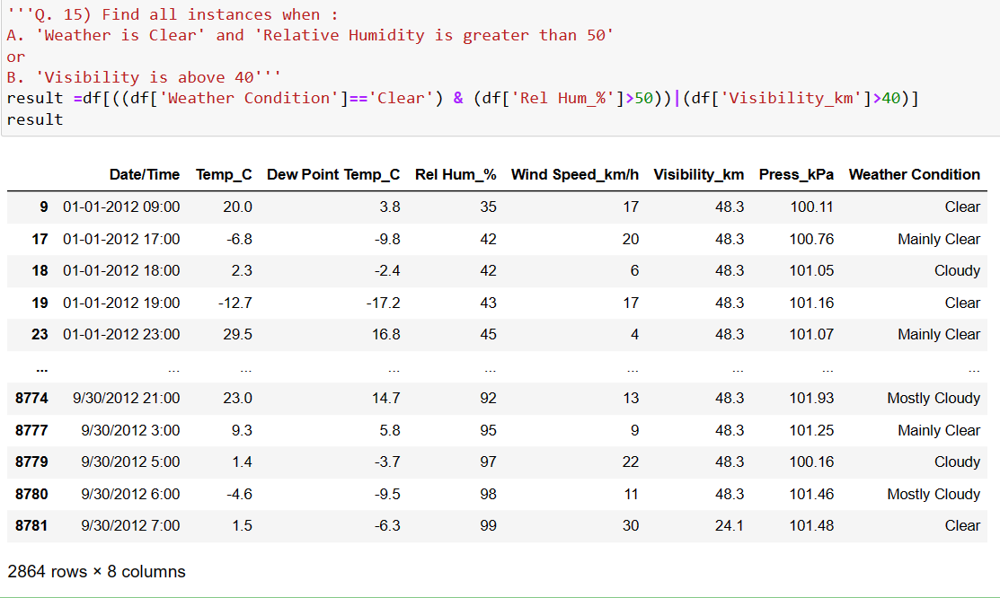 '''Q. 15) Find all instances when :
A. 'Weather is Clear' and 'Relative Humidity is greater than 50'
or
B. 'Visibility is above 40'''
result =df[((df['Weather Condition']=='Clear') & (df['Rel Hum_%']>50))|(df['Visibility_km']>40)]
result
Date/Time Temp_C Dew Point Temp_C Rel Hum_% Wind Speed_km/h Visibility_km Press_kPa Weather Condition
9 01-01-2012 09:00 20.0 3.8 35 17 48.3 100.11 Clear
17 01-01-2012 17:00 -6.8 -9.8 42 20 48.3 100.76 Mainly Clear
18 01-01-2012 18:00 2.3 -2.4 42 6 48.3 101.05 Cloudy
19 01-01-2012 19:00 -12.7 -17.2 43 17 48.3 101.16 Clear
23 01-01-2012 23:00 29.5 16.8 45 4 48.3 101.07 Mainly Clear
... ... ... ... ... ... ... ... ...
8774 9/30/2012 21:00 23.0 14.7 92 13 48.3 101.93 Mostly Cloudy
8777 9/30/2012 3:00 9.3 5.8 95 9 48.3 101.25 Mainly Clear
8779 9/30/2012 5:00 1.4 -3.7 97 22 48.3 100.16 Cloudy
8780 9/30/2012 6:00 -4.6 -9.5 98 11 48.3 101.46 Mostly Cloudy
8781 9/30/2012 7:00 1.5 -6.3 99 30 24.1 101.48 Clear
2864 rows × 8 columns